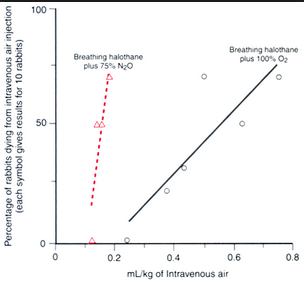 Percentage of rabbits dying from intravenous air injection
(each symbol gives results for 10 rabbits)
100
50
0
Breathing halothane
plus 75% N₂O
Breathing halothane
plus 100% O₂
0
0.2
0.4
0.6
0.8
mL/kg of Intravenous air